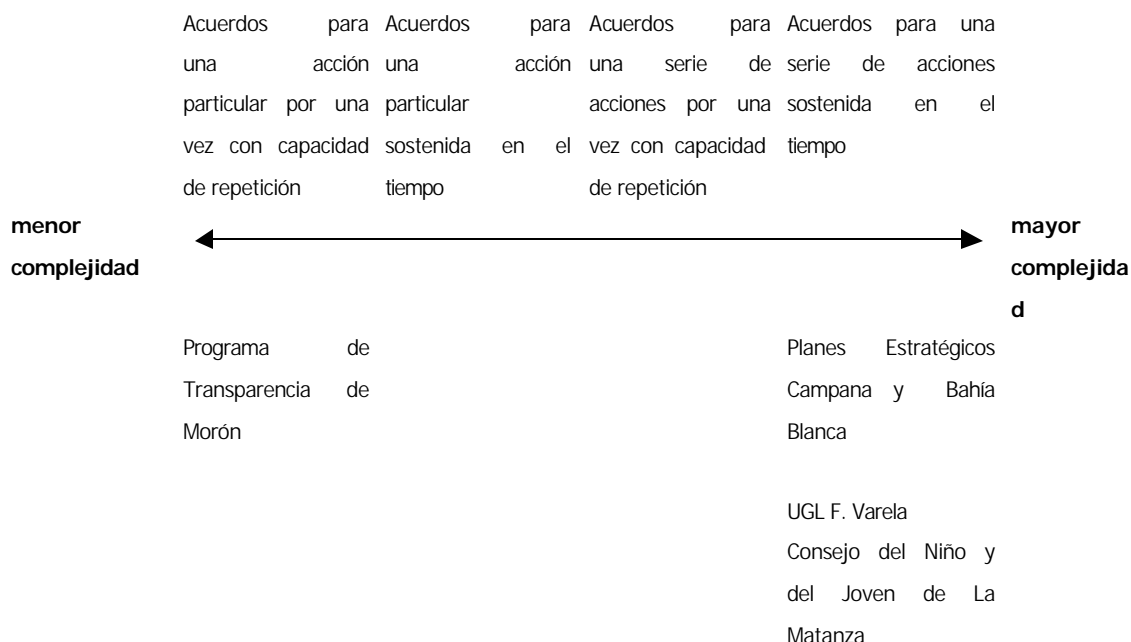 Acuerdos para
una acción
particular por una
vez con capacidad
de repetición
Acuerdos para
una acción
particular
sostenida en el
tiempo
Acuerdos para
una serie de
acciones por una
vez con capacidad
de repetición
Acuerdos para una
serie de acciones
sostenida en el
tiempo
menor
complejidad
mayor
complejida
d
Programa de
Transparencia de
Morón
Planes Estratégicos
Campana y Bahía
Blanca
UGL F. Varela
Consejo del Niño y
del Joven de La
Matanza